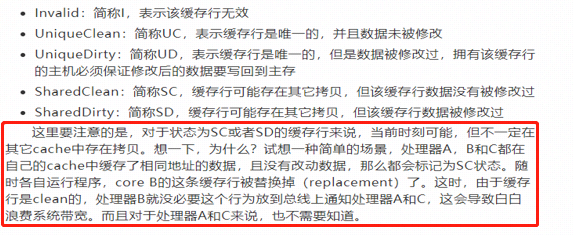 • Invalid：简称I，表示该缓存行无效
• UniqueClean：简称UC，表示缓存行是唯一的，并且数据未被修改
• UniqueDirty：简称UD，表示缓存行是唯一的，但是数据被修改过，拥有该缓存行
的主机必须保证修改后的数据要写回到主存
• SharedClean：简称SC，缓存行可能存在其它拷贝，但该缓存行数据没有被修改过
• SharedDirty：简称SD，缓存行可能存在其它拷贝，但该缓存行数据被修改过
这里要注意的是，对于状态为SC或者SD的缓存行来说，当前时刻可能，但不一定在
其它cache中存在拷贝。想一下，为什么？试想一种简单的场景，处理器A，B和C都在
自己的cache中缓存了相同地址的数据，且没有改动数据，那么都会标记为SC状态。随
时各自运行程序，core B的这条缓存行被替换掉（replacement）了。这时，由于缓存
行是clean的，处理器B就没必要这个行为放到总线上通知处理器A和C，这会导致白白
浪费系统带宽。而且对于处理器A和C来说，也不需要知道。